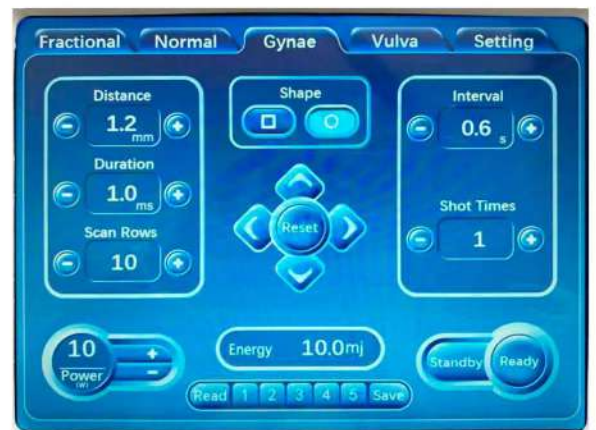 Fractional Normal Gynae Vulva Setting
Distance
1.2 mm
Duration
1.0 ms
Scan Rows
10
Shape
Reset
Interval
0.6 s
Shot Times
1
10
Power
(W)
+
-
Energy 10.0mj
Read 1 2 3 4 5 Save
Standby Ready